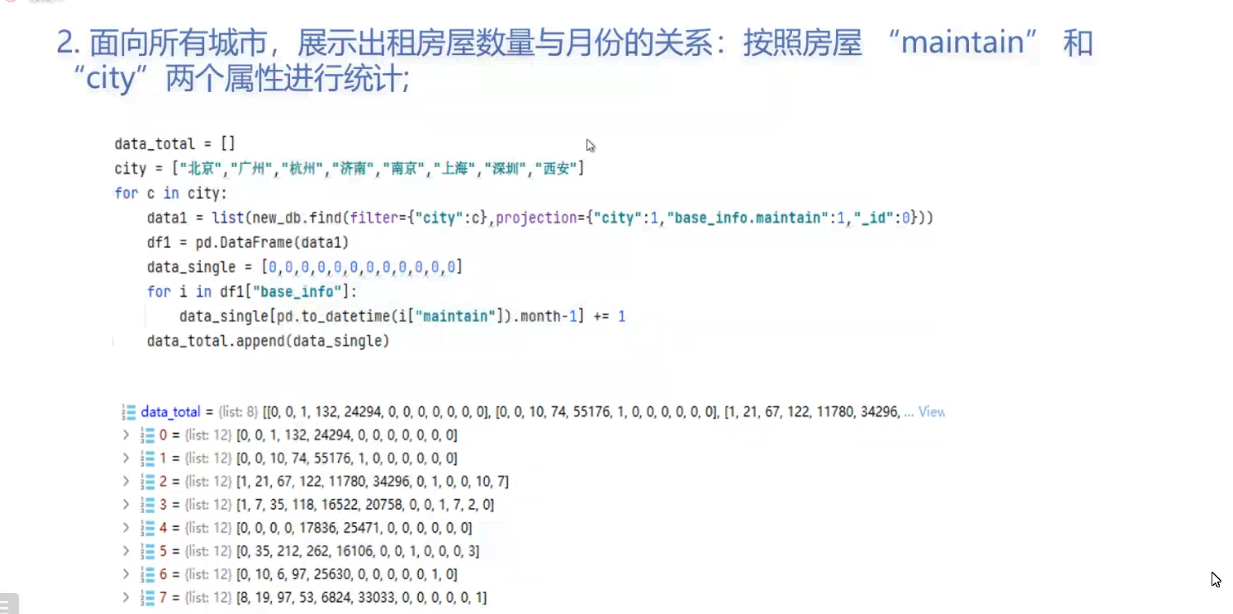 2. 面向所有城市，展示出租房屋数量与月份的关系：按照房屋 “maintain” 和
“city” 两个属性进行统计;
data_total = []
city = ["北京","广州","杭州","济南","南京","上海","深圳","西安"]
for c in city:
data1 = list(new_db.find(filter={"city":c},projection={"city":1,"base_info.maintain":1,"_id":0}))
df1 = pd.DataFrame(data1)
data_single = [0,0,0,0,0,0,0,0,0,0,0,0]
for i in df1["base_info"]:
data_single[pd.to_datetime(i["maintain"]).month-1] += 1
data_total.append(data_single)
data_total = {list: 8} [[0, 0, 1, 132, 24294, 0, 0, 0, 0, 0, 0, 0], [0, 0, 10, 74, 55176, 1, 0, 0, 0, 0, 0, 0], [1, 21, 67, 122, 11780, 34296, ... View
0 = {list: 12} [0, 0, 1, 132, 24294, 0, 0, 0, 0, 0, 0, 0]
1 = {list: 12} [0, 0, 10, 74, 55176, 1, 0, 0, 0, 0, 0, 0]
2 = {list: 12} [1, 21, 67, 122, 11780, 34296, 0, 1, 0, 0, 10, 7]
3 = {list: 12} [1, 7, 35, 118, 16522, 20758, 0, 0, 1, 7, 2, 0]
4 = {list: 12} [0, 0, 0, 0, 17836, 25471, 0, 0, 0, 0, 0, 0]
5 = {list: 12} [0, 35, 212, 262, 16106, 0, 0, 1, 0, 0, 0, 3]
6 = {list: 12} [0, 10, 6, 97, 25630, 0, 0, 0, 0, 0, 1, 0]
7 = {list: 12} [8, 19, 97, 53, 6824, 33033, 0, 0, 0, 0, 0, 1]